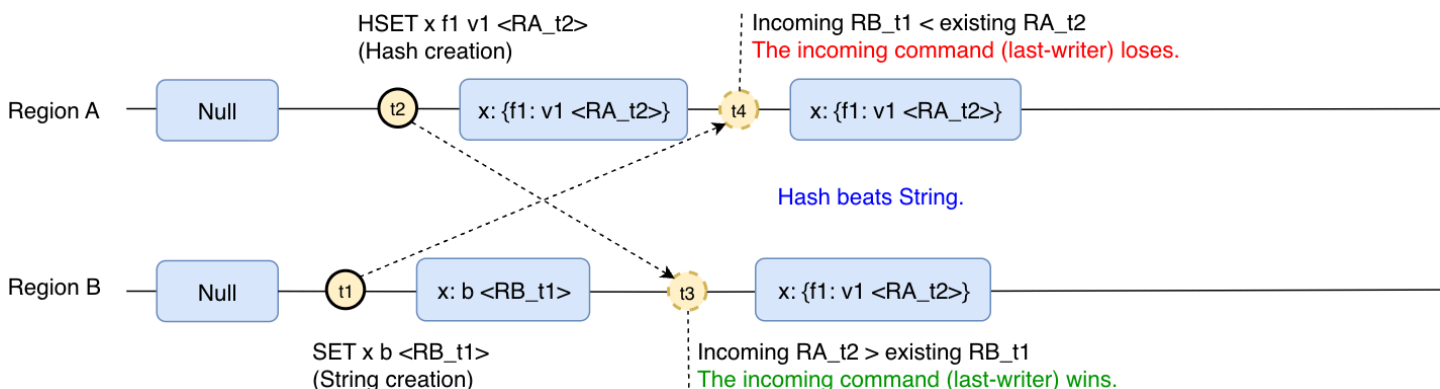 HSET x f1 v1 <RA_t2>
(Hash creation)
Incoming RB_t1 < existing RA_t2
The incoming command (last-writer) loses.
Region A
Null
t2
x: {f1: v1 <RA_t2>}
t4
x: {f1: v1 <RA_t2>}
Hash beats String.
Region B
Null
t1
x: b <RB_t1>
t3
x: {f1: v1 <RA_t2>}
SET x b <RB_t1>
(String creation)
Incoming RA_t2 > existing RB_t1
The incoming command (last-writer) wins.